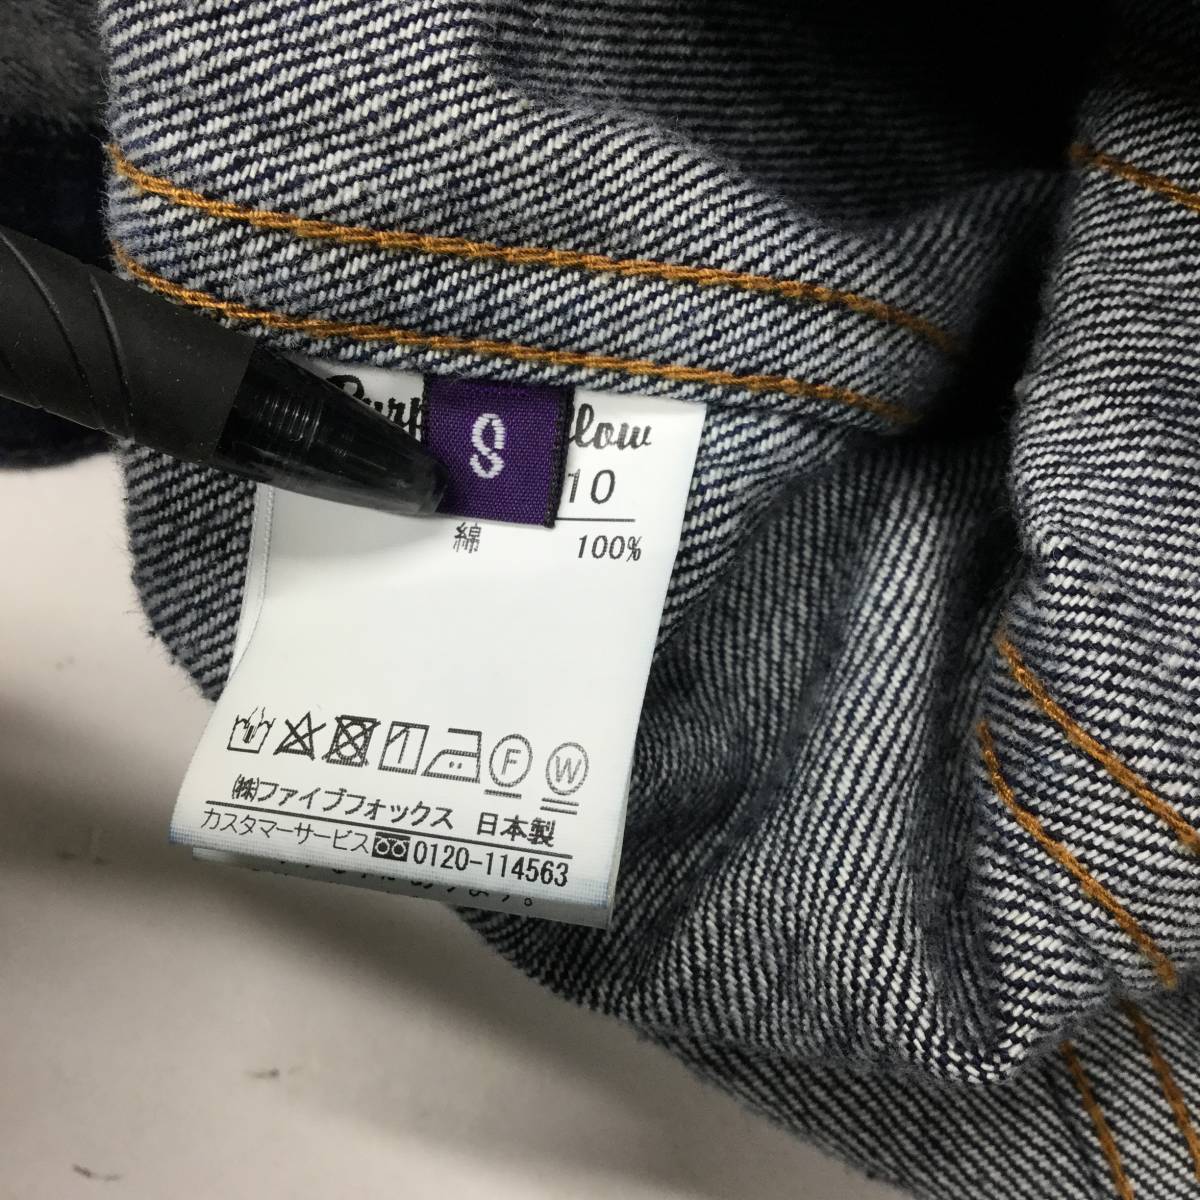 S
10
綿 100%
F W
(株)ファイブフォックス 日本製
カスタマーサービス 0120-114563